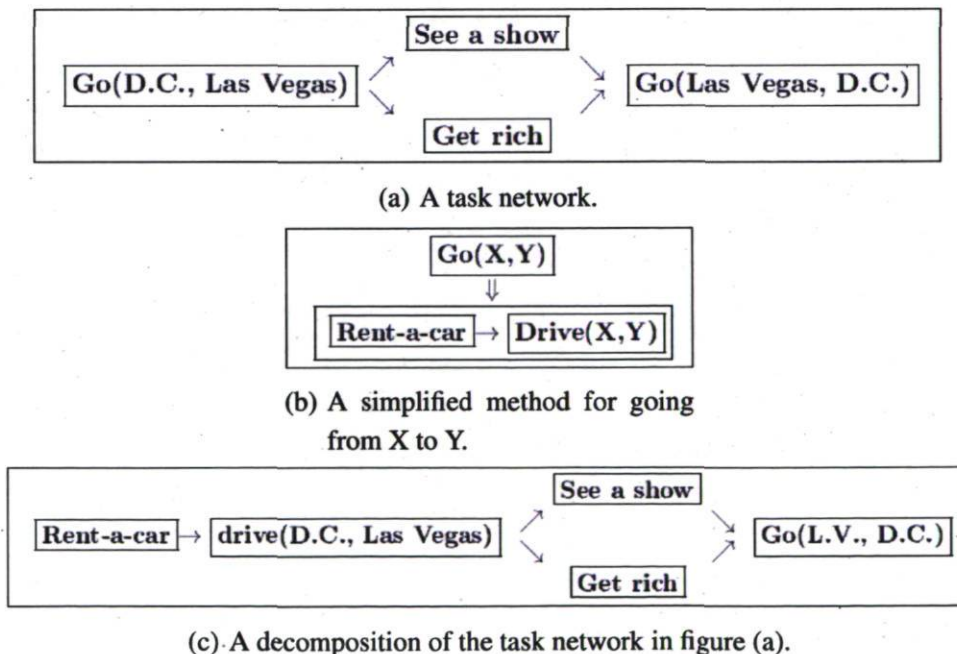 See a show
Go(D.C., Las Vegas)
Go(Las Vegas, D.C.)
Get rich
(a) A task network.
Go(X,Y)
⇓
Rent-a-car → Drive(X,Y)
(b) A simplified method for going
from X to Y.
See a show
Rent-a-car → drive(D.C., Las Vegas)
Go(L.V., D.C.)
Get rich
(c) A decomposition of the task network in figure (a).